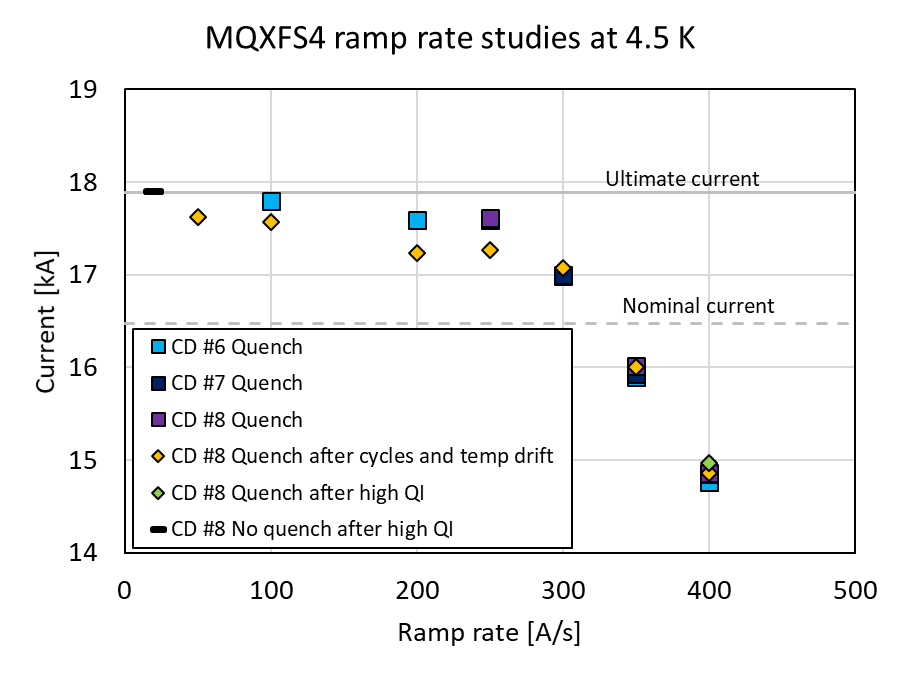 MQXFS4 ramp rate studies at 4.5 K
19
18
17
16
15
14
Current [kA]
Ultimate current
Nominal current
CD #6 Quench
CD #7 Quench
CD #8 Quench
CD #8 Quench after cycles and temp drift
CD #8 Quench after high QI
CD #8 No quench after high QI
0 100 200 300 400 500
Ramp rate [A/s]